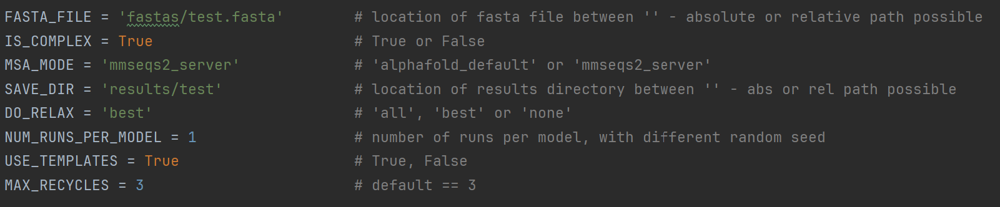 FASTA_FILE = 'fastas/test.fasta'        # location of fasta file between '' - absolute or relative path possible
IS_COMPLEX = True                       # True or False
MSA_MODE = 'mmseqs2_server'             # 'alphafold_default' or 'mmseqs2_server'
SAVE_DIR = 'results/test'               # location of results directory between '' - abs or rel path possible
DO_RELAX = 'best'                       # 'all', 'best' or 'none'
NUM_RUNS_PER_MODEL = 1                  # number of runs per model, with different random seed
USE_TEMPLATES = True                    # True, False
MAX_RECYCLES = 3                        # default == 3